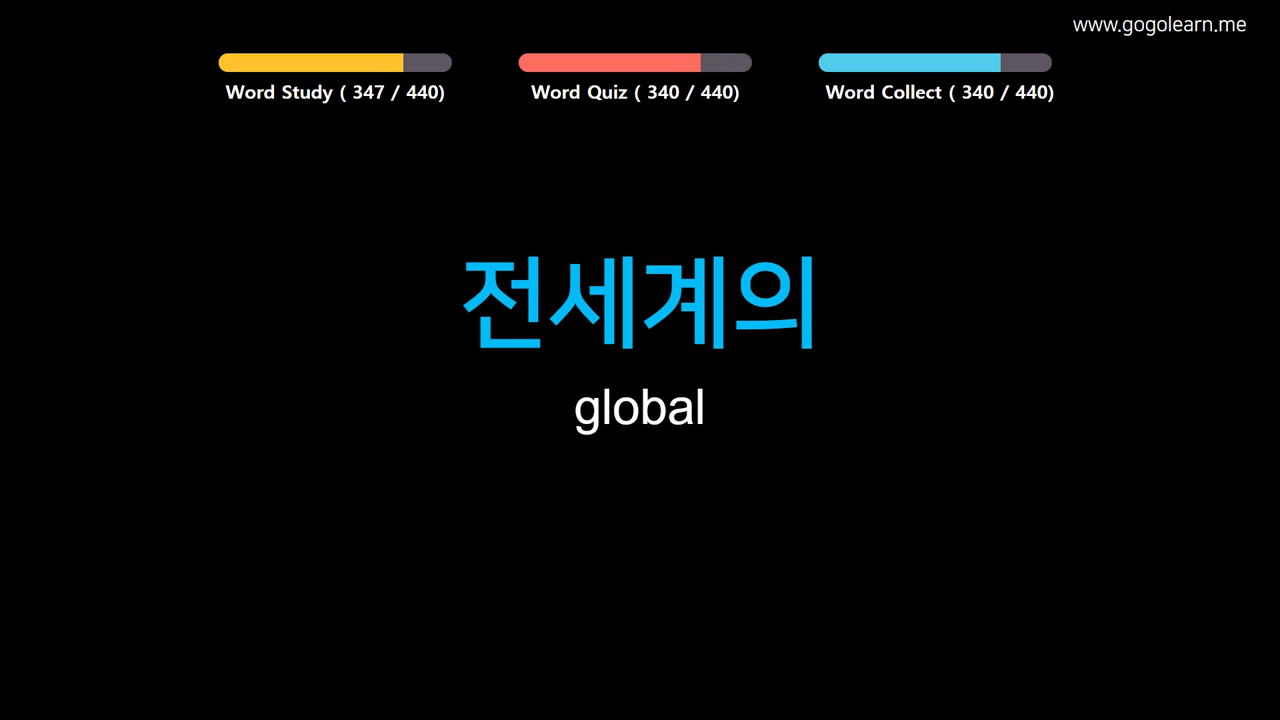 www.gogolearn.me
Word Study ( 347 / 440)
Word Quiz ( 340 / 440)
Word Collect ( 340 / 440)
전세계의
global